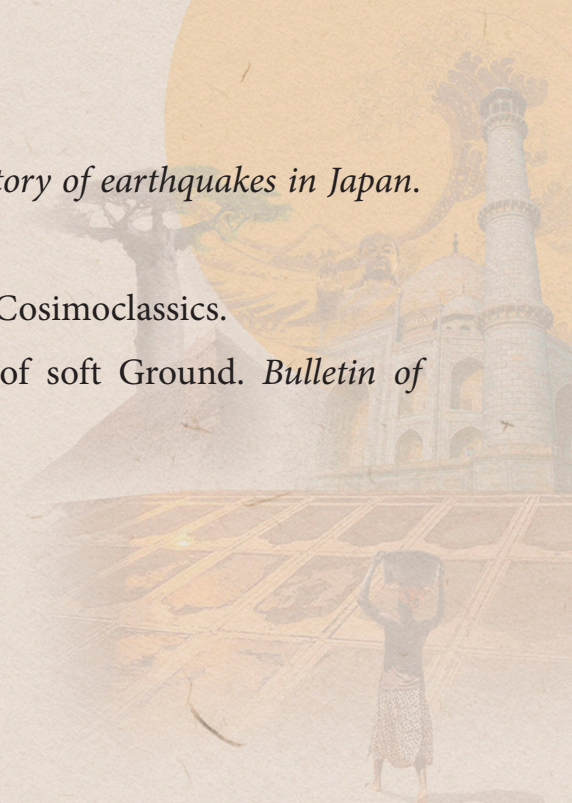 tory of earthquakes in Japan.
Cosimoclassics.
of soft Ground. Bulletin of